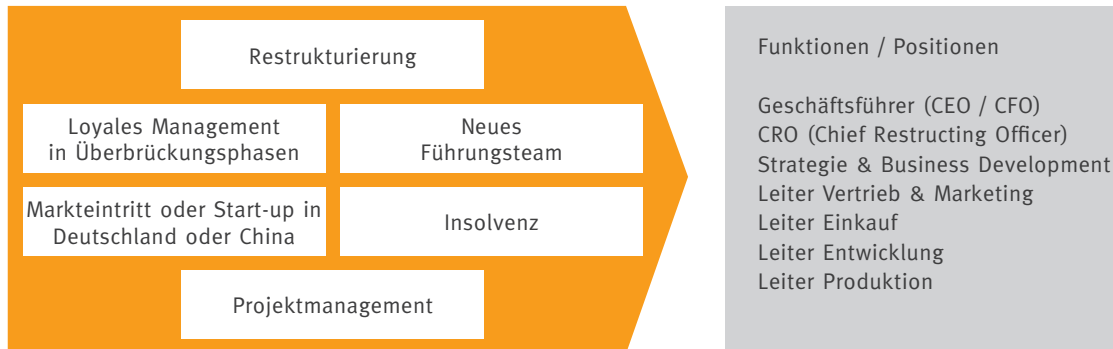 Restrukturierung
Loyales Management
in Überbrückungsphasen
Neues
Führungsteam
Markteintritt oder Start-up in
Deutschland oder China
Insolvenz
Projektmanagement
Funktionen / Positionen
Geschäftsführer (CEO / CFO)
CRO (Chief Restructing Officer)
Strategie & Business Development
Leiter Vertrieb & Marketing
Leiter Einkauf
Leiter Entwicklung
Leiter Produktion